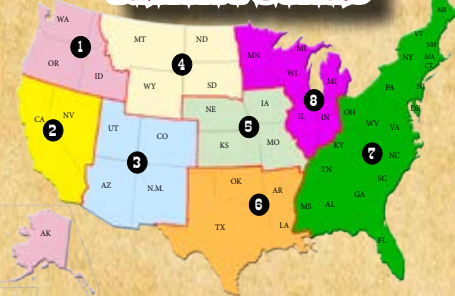 WA
1
OR
ID
MT
ND
4
WY
SD
CA
NV
2
UT
CO
3
AZ
N.M.
NE
IA
5
KS
MO
OK
6
AR
TX
LA
MN
MI
WI
MI
8
IL
IN
ME
VT
NH
NY
MA
CT
PA
NJ
OH
DE
WV
VA
KY
7
NC
TN
SC
MS
AL
GA
FL
AK